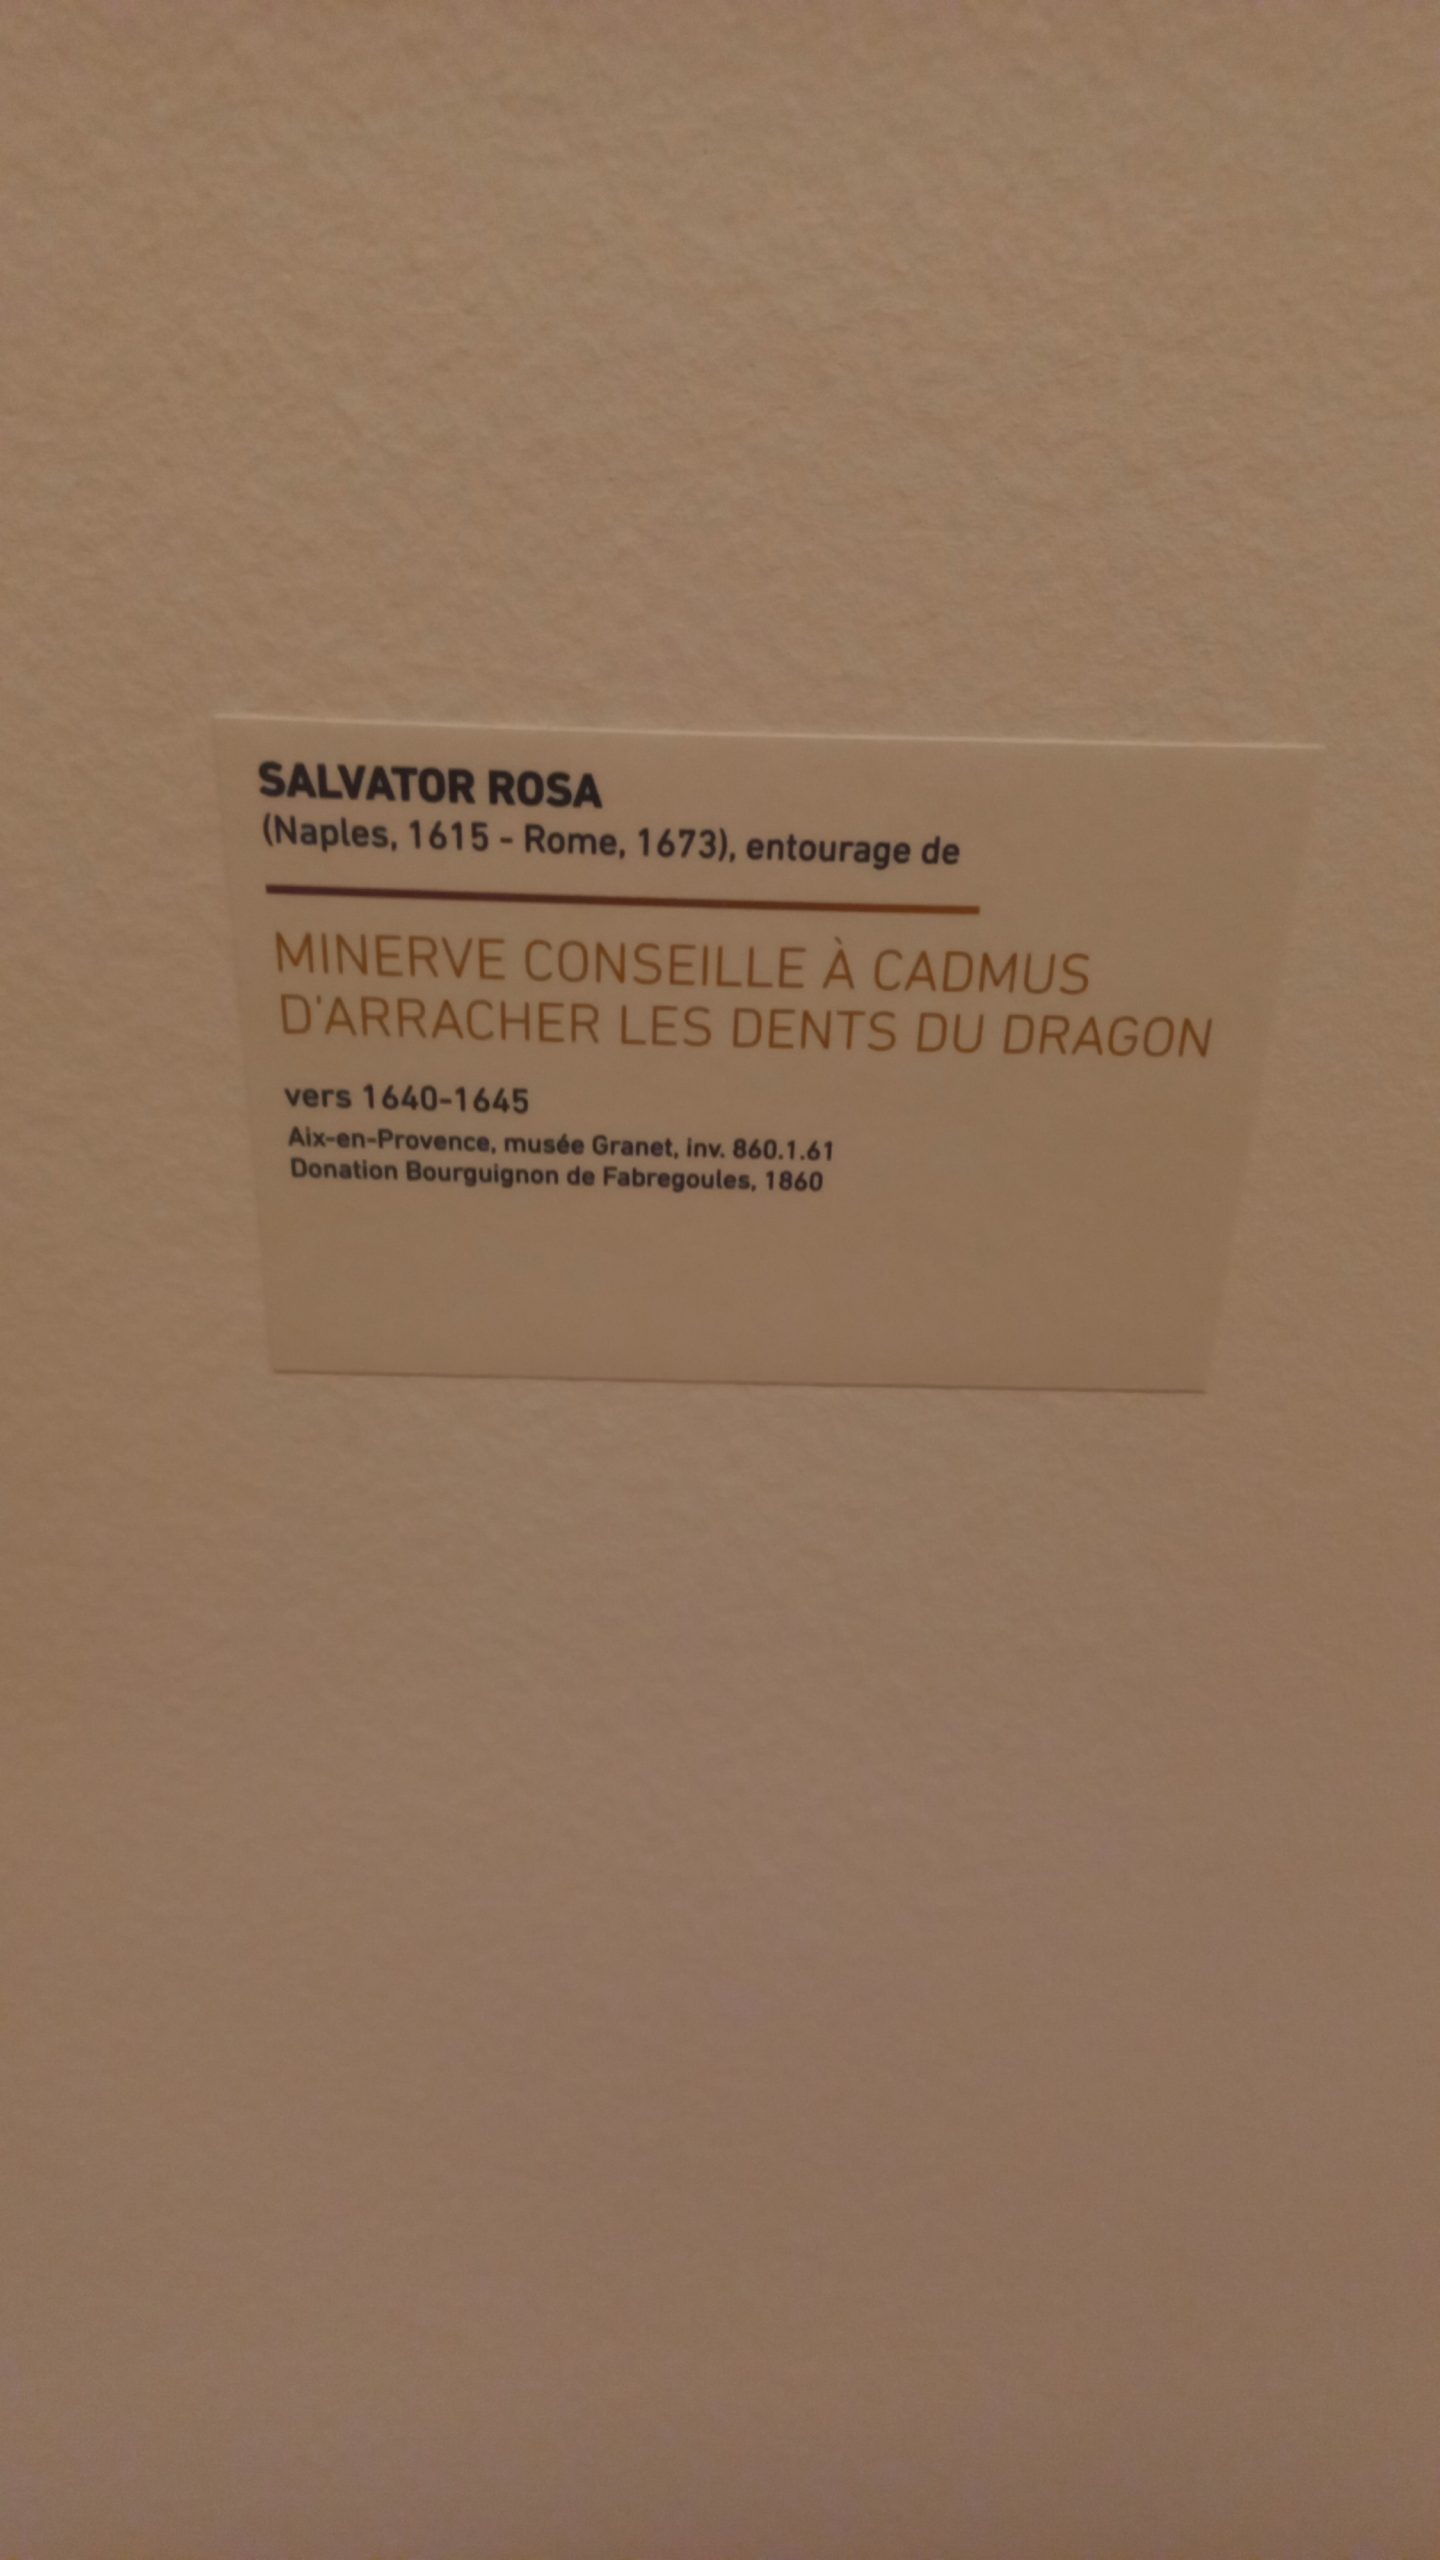 SALVATOR ROSA
(Naples, 1615 - Rome, 1673), entourage de
MINERVE CONSEILLE À CADMUS
D'ARRACHER LES DENTS DU DRAGON
vers 1640-1645
Aix-en-Provence, musée Granet, inv. 860.1.61
Donation Bourguignon de Fabregoules, 1860